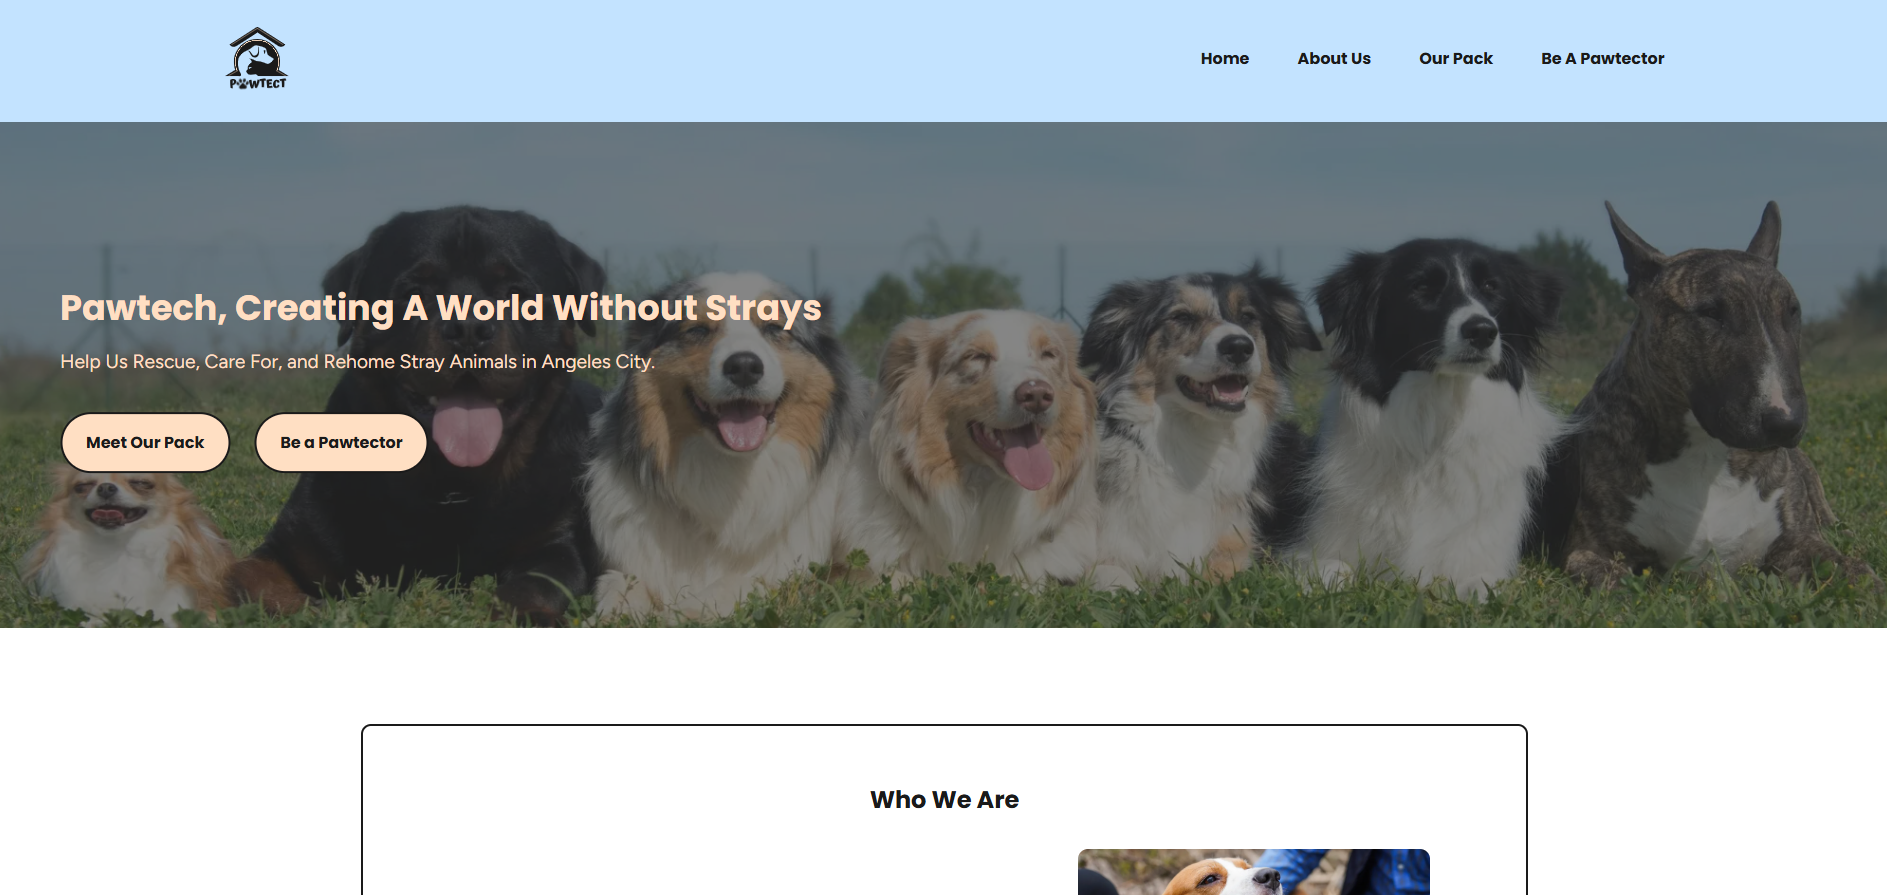 PAWTECT
Home
About Us
Our Pack
Be A Pawtector
Pawtech, Creating A World Without Strays
Help Us Rescue, Care For, and Rehome Stray Animals in Angeles City.
Meet Our Pack
Be a Pawtector
Who We Are